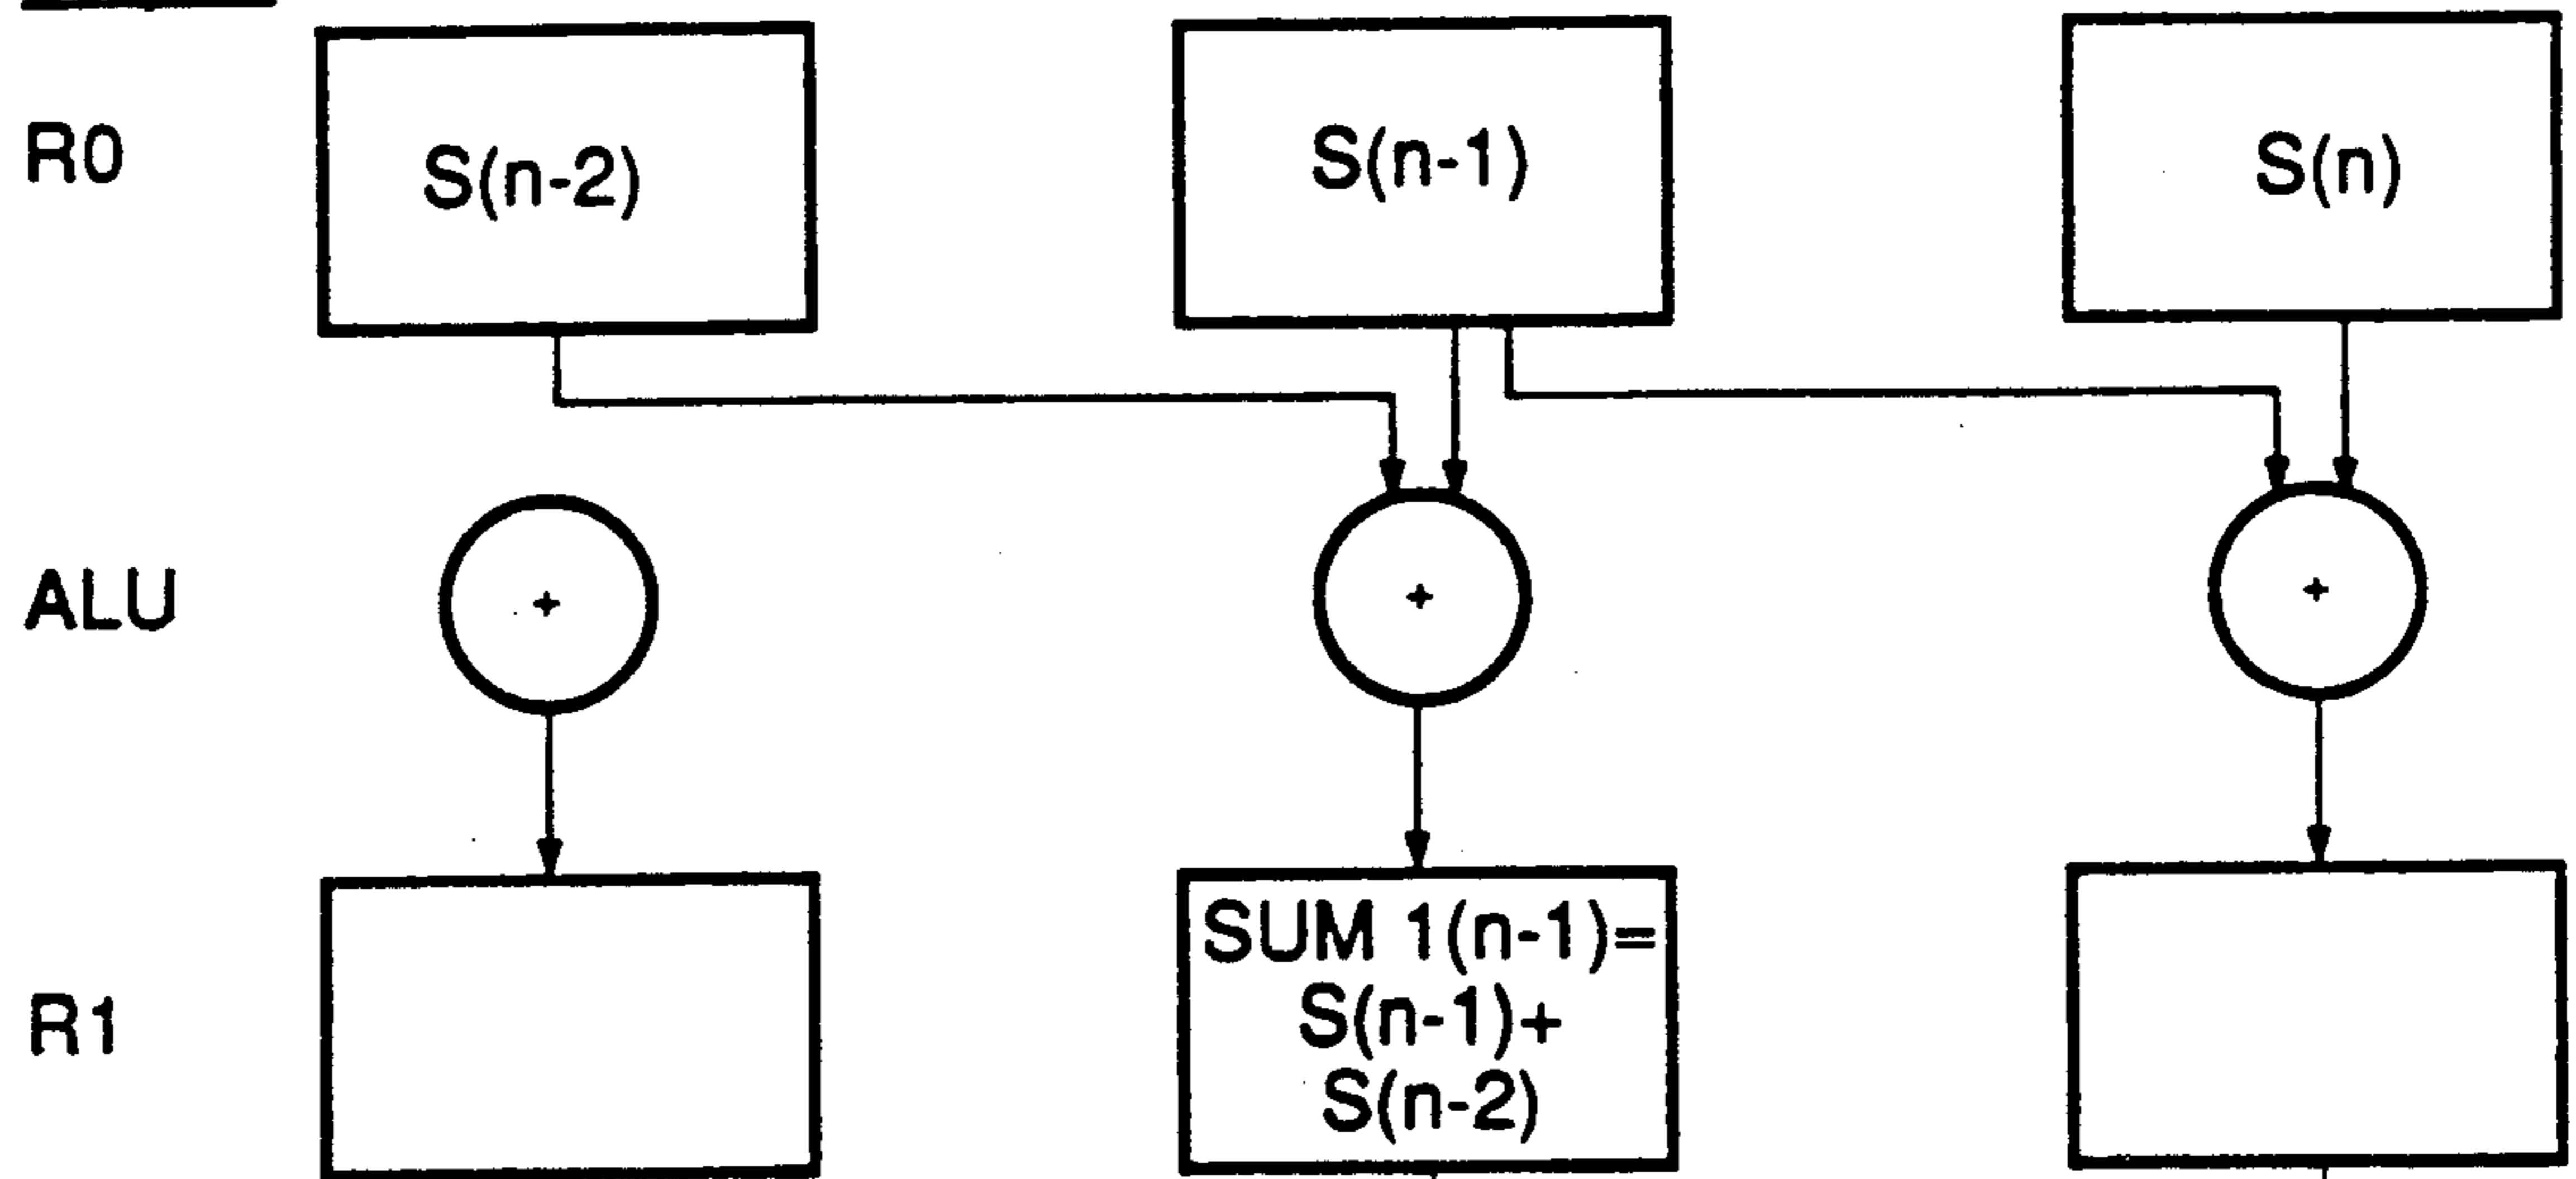 R0
S(n-2)
S(n-1)
S(n)
ALU
+
+
+
R1
SUM 1(n-1)=
S(n-1)+
S(n-2)